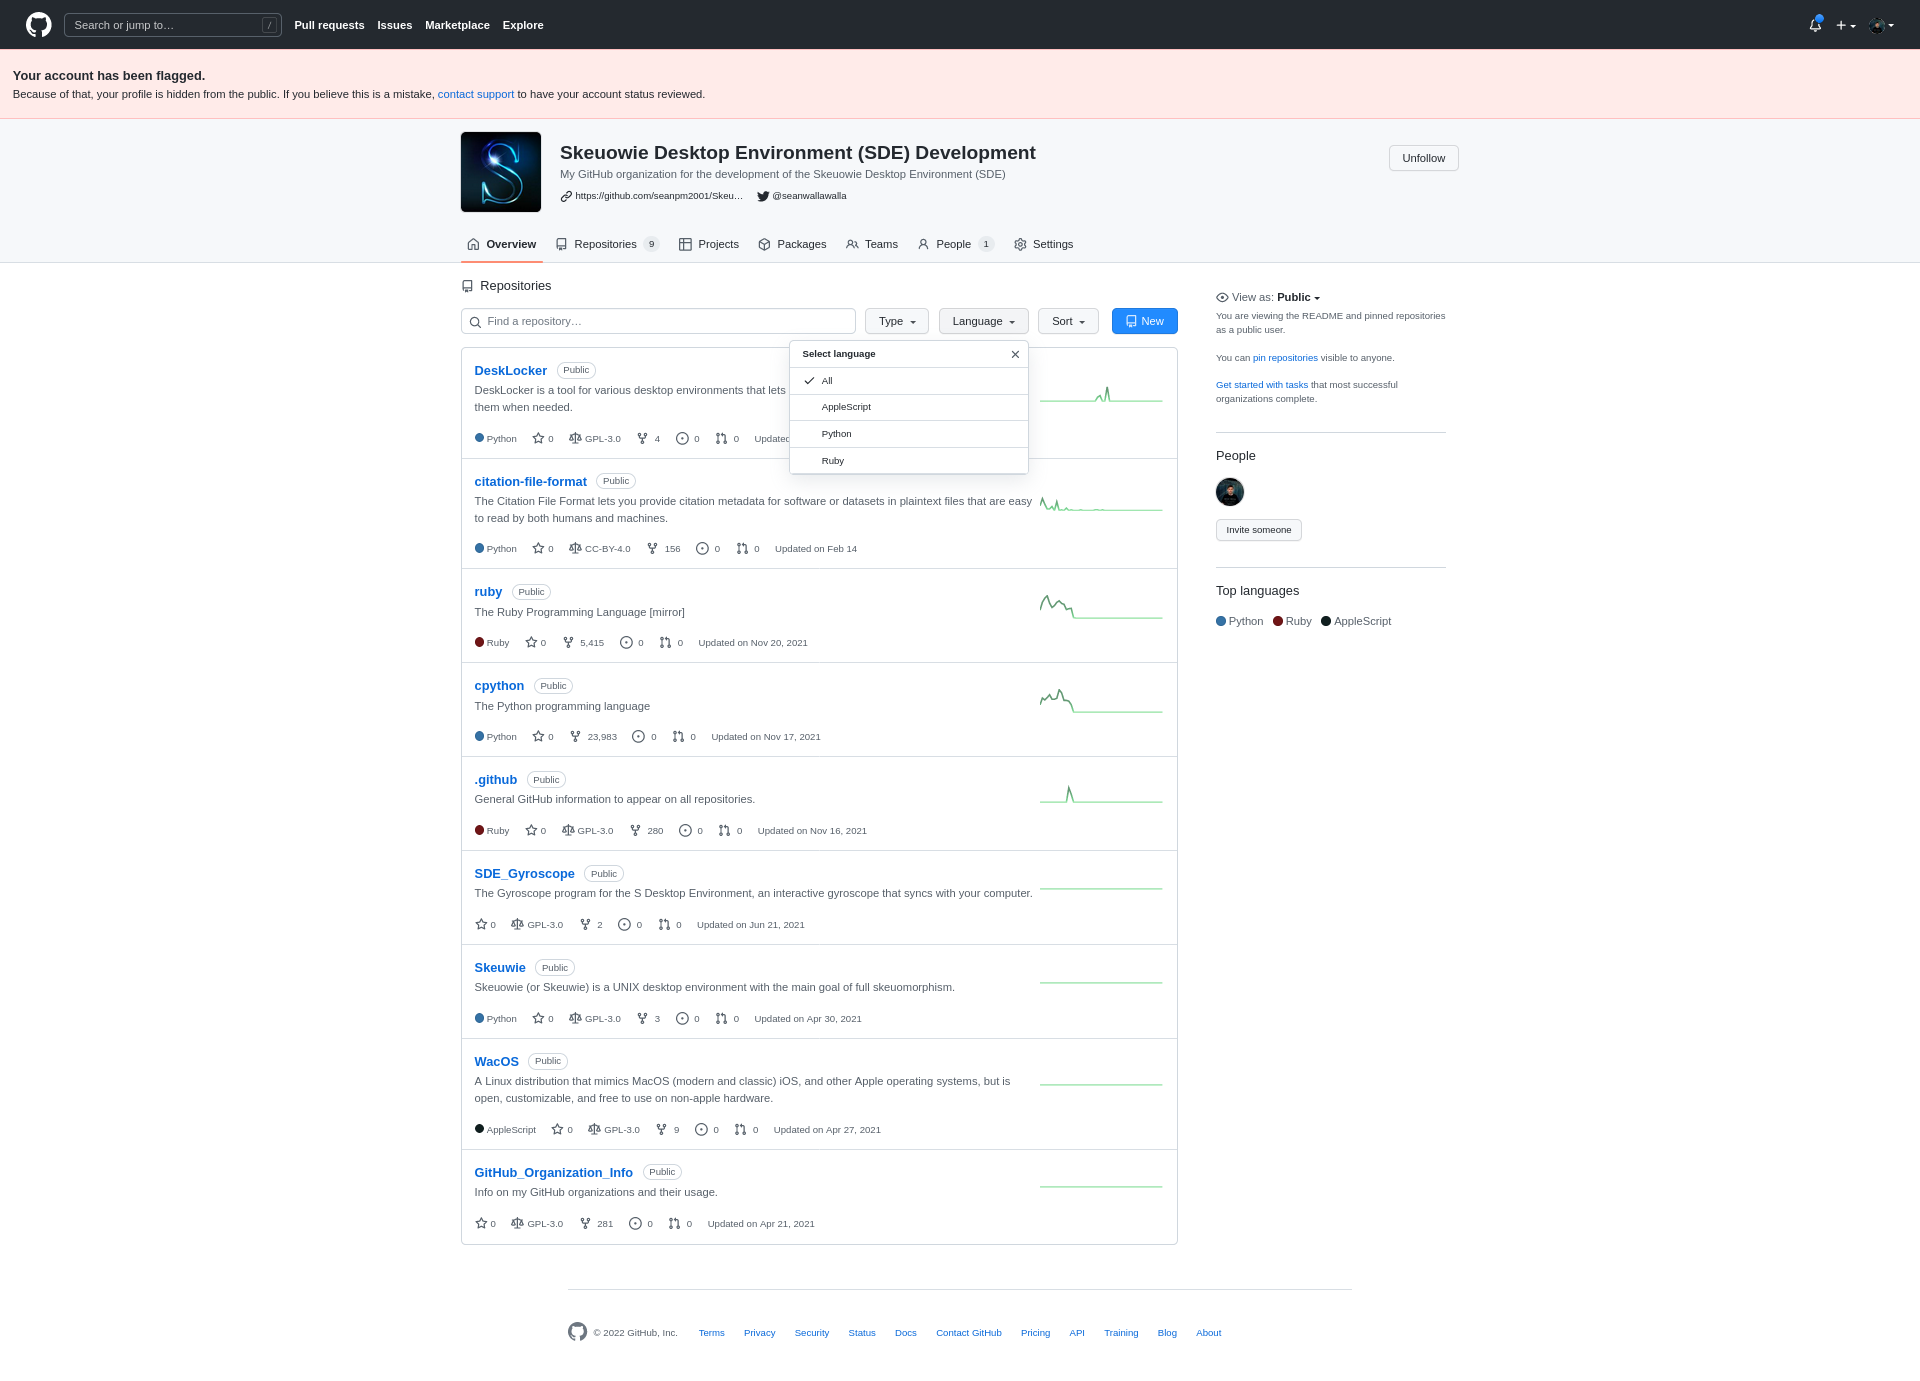 Search or jump to…
/
Pull requests Issues Marketplace Explore
Your account has been flagged.
Because of that, your profile is hidden from the public. If you believe this is a mistake, contact support to have your account status reviewed.
S
Skeuowie Desktop Environment (SDE) Development
Unfollow
My GitHub organization for the development of the Skeuowie Desktop Environment (SDE)
https://github.com/seanpm2001/Skeu… @seanwallawalla
Overview Repositories 9 Projects Packages Teams People 1 Settings
Repositories
Find a repository… Type Language Sort New
Select language
All
AppleScript
Python
Ruby
DeskLocker Public
DeskLocker is a tool for various desktop environments that lets
them when needed.
Python 0 GPL-3.0 4 0 0 Updated
citation-file-format Public
The Citation File Format lets you provide citation metadata for software or datasets in plaintext files that are easy
to read by both humans and machines.
Python 0 CC-BY-4.0 156 0 0 Updated on Feb 14
ruby Public
The Ruby Programming Language [mirror]
Ruby 0 5,415 0 0 Updated on Nov 20, 2021
cpython Public
The Python programming language
Python 0 23,983 0 0 Updated on Nov 17, 2021
.github Public
General GitHub information to appear on all repositories.
Ruby 0 GPL-3.0 280 0 0 Updated on Nov 16, 2021
SDE_Gyroscope Public
The Gyroscope program for the S Desktop Environment, an interactive gyroscope that syncs with your computer.
0 GPL-3.0 2 0 0 Updated on Jun 21, 2021
Skeuwie Public
Skeuowie (or Skeuwie) is a UNIX desktop environment with the main goal of full skeuomorphism.
Python 0 GPL-3.0 3 0 0 Updated on Apr 30, 2021
WacOS Public
A Linux distribution that mimics MacOS (modern and classic) iOS, and other Apple operating systems, but is
open, customizable, and free to use on non-apple hardware.
AppleScript 0 GPL-3.0 9 0 0 Updated on Apr 27, 2021
GitHub_Organization_Info Public
Info on my GitHub organizations and their usage.
0 GPL-3.0 281 0 0 Updated on Apr 21, 2021
View as: Public
You are viewing the README and pinned repositories
as a public user.
You can pin repositories visible to anyone.
Get started with tasks that most successful
organizations complete.
People
Invite someone
Top languages
Python Ruby AppleScript
© 2022 GitHub, Inc. Terms Privacy Security Status Docs Contact GitHub Pricing API Training Blog About